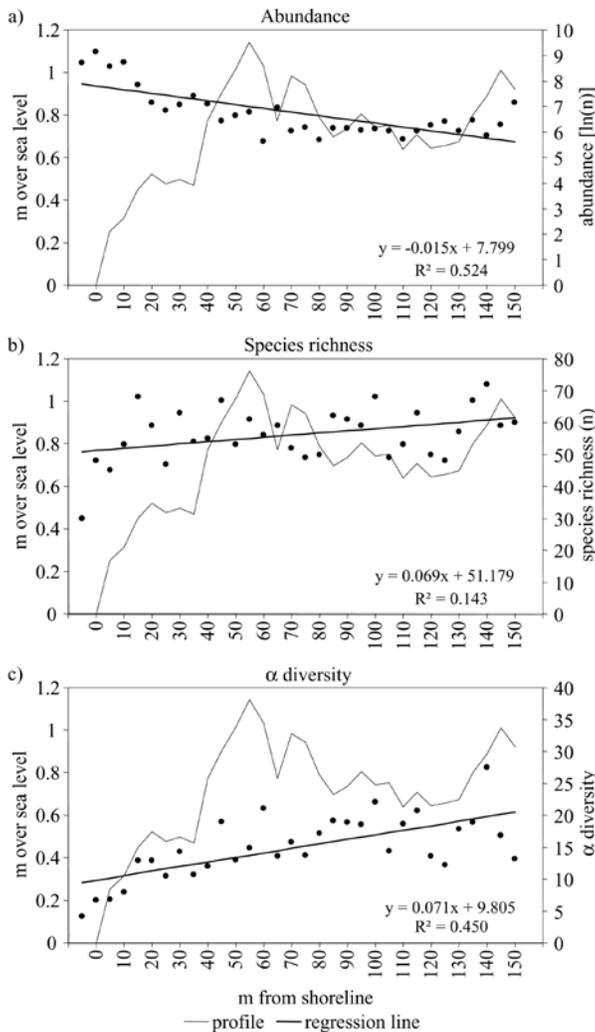 a) Abundance
1.2 10
9
1 8
0.8 7
6
0.6 5
0.4 4
3
0.2 2
1
0 0
m over sea level
abundance [ln(n)]
y = -0.015x + 7.799
R² = 0.524
0 10 20 30 40 50 60 70 80 90 100 110 120 130 140 150
b) Species richness
1.2 80
70
1 60
0.8 50
0.6 40
0.4 30
20
0.2 10
0 0
m over sea level
species richness (n)
y = 0.069x + 51.179
R² = 0.143
0 10 20 30 40 50 60 70 80 90 100 110 120 130 140 150
c) α diversity
1.2 40
35
1 30
0.8 25
0.6 20
0.4 15
10
0.2 5
0 0
m over sea level
α diversity
y = 0.071x + 9.805
R² = 0.450
0 10 20 30 40 50 60 70 80 90 100 110 120 130 140 150
m from shoreline
profile regression line